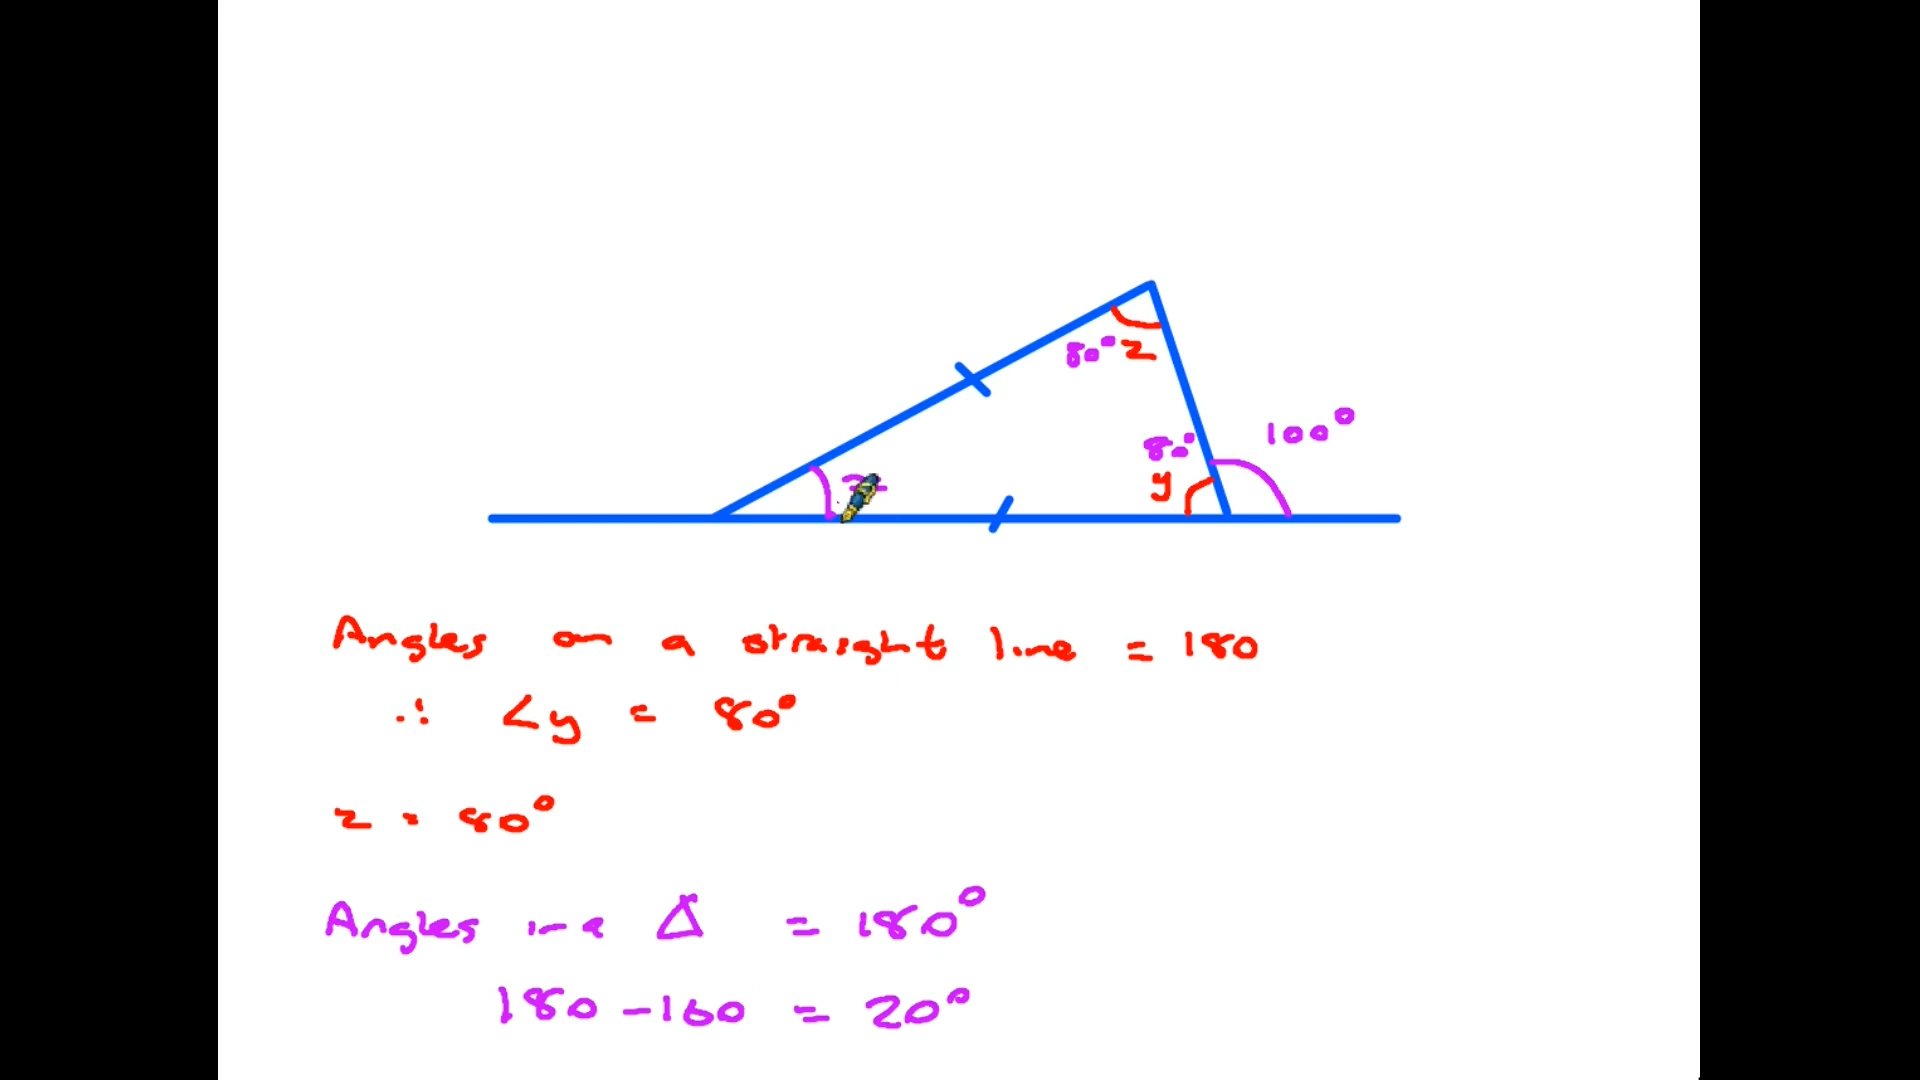 80° z
100°
80°
y
Angles on a straight line = 180
∴ ∠y = 80°
z = 80°
Angles in a Δ = 180°
180 - 160 = 20°